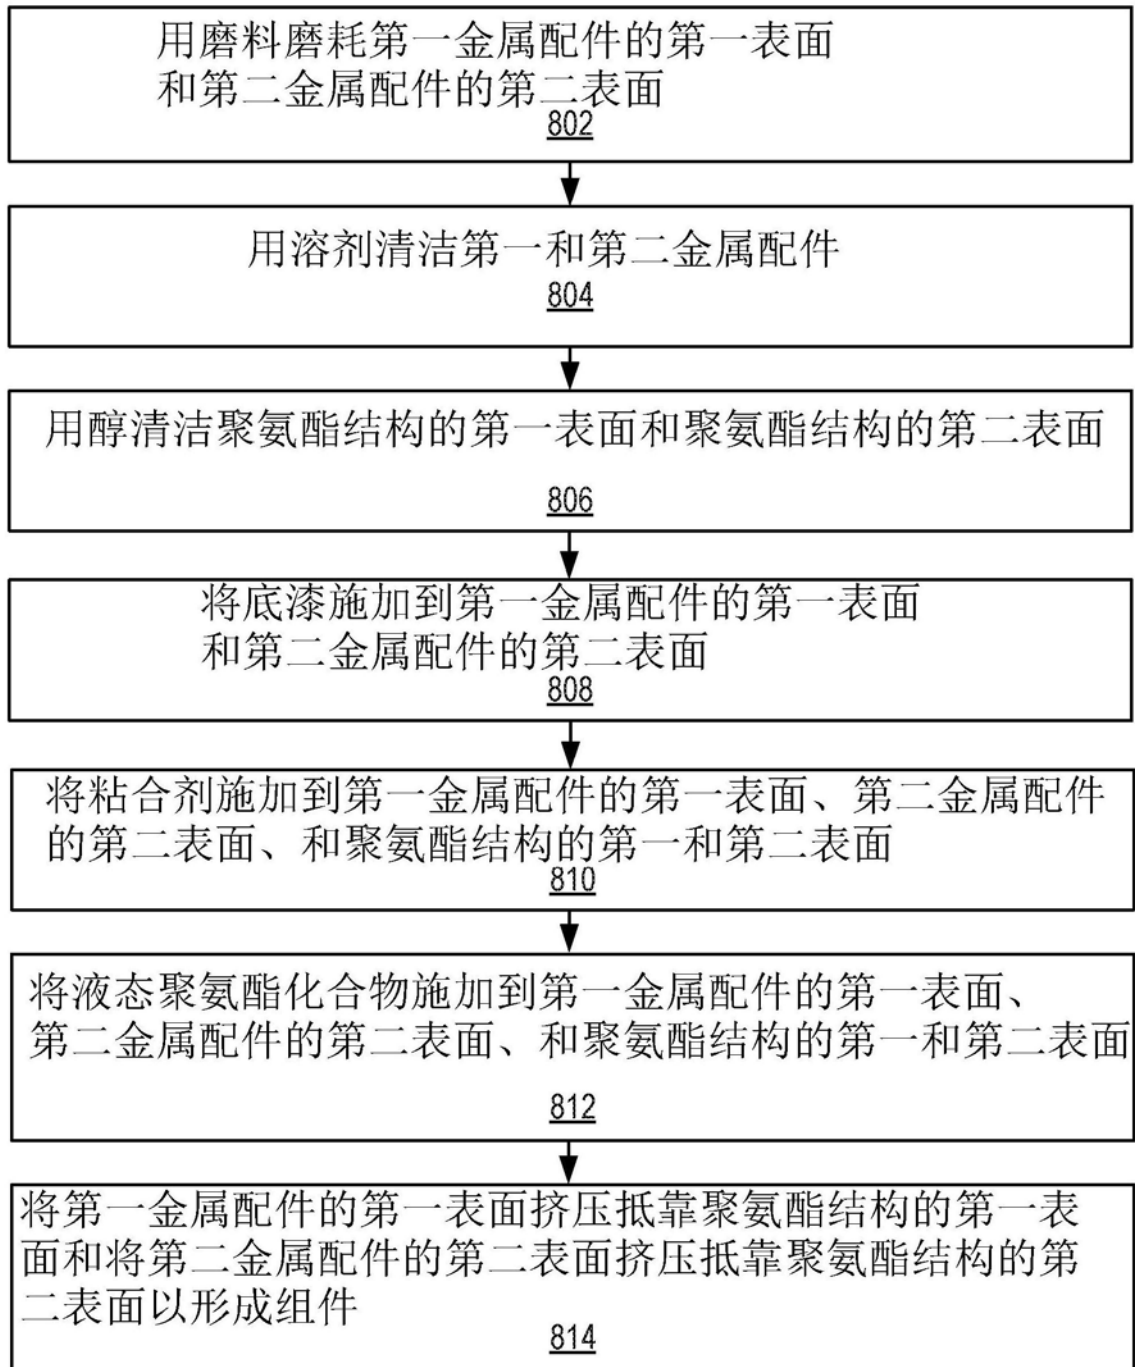 用磨料磨耗第一金属配件的第一表面
和第二金属配件的第二表面
802
用溶剂清洁第一和第二金属配件
804
用醇清洁聚氨酯结构的第一表面和聚氨酯结构的第二表面
806
将底漆施加到第一金属配件的第一表面
和第二金属配件的第二表面
808
将粘合剂施加到第一金属配件的第一表面、第二金属配件
的第二表面、和聚氨酯结构的第一和第二表面
810
将液态聚氨酯化合物施加到第一金属配件的第一表面、
第二金属配件的第二表面、和聚氨酯结构的第一和第二表面
812
将第一金属配件的第一表面挤压抵靠聚氨酯结构的第一表
面和将第二金属配件的第二表面挤压抵靠聚氨酯结构的第
二表面以形成组件
814